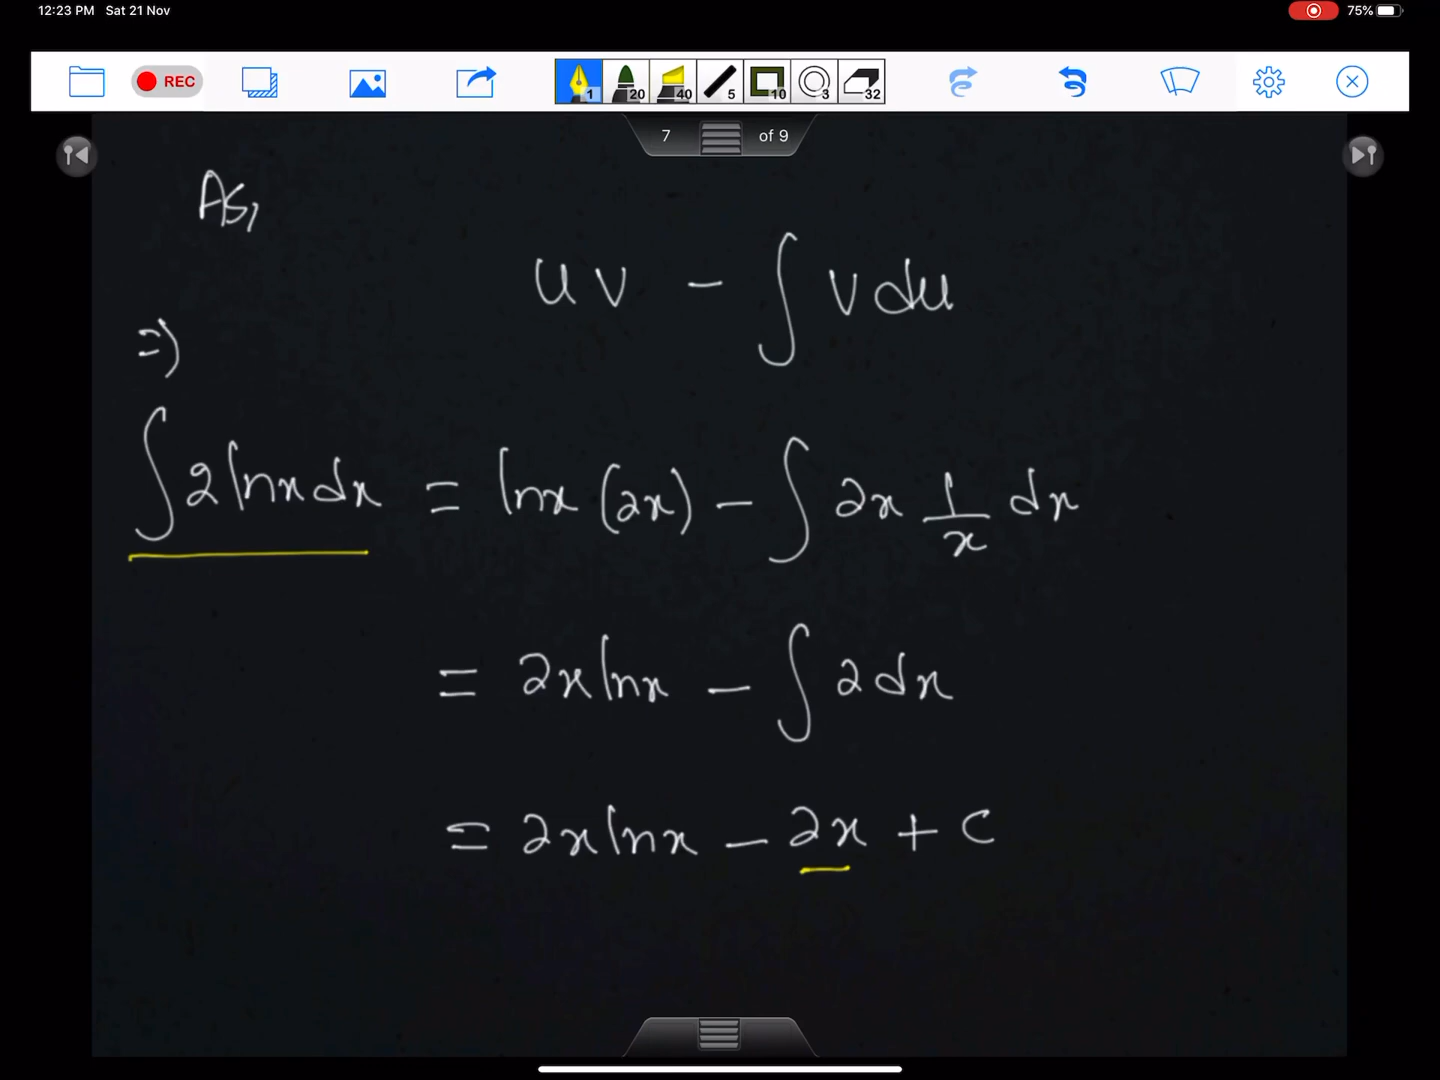 12:23 PM Sat 21 Nov 75%
REC 1 20 40 5 10 3 32
7 of 9
As,
uv - ∫ v du
=>
∫ 2 ln x dx = ln x (2x) - ∫ 2x 1/x dx
= 2x ln x - ∫ 2 dx
= 2x ln x - 2x + c